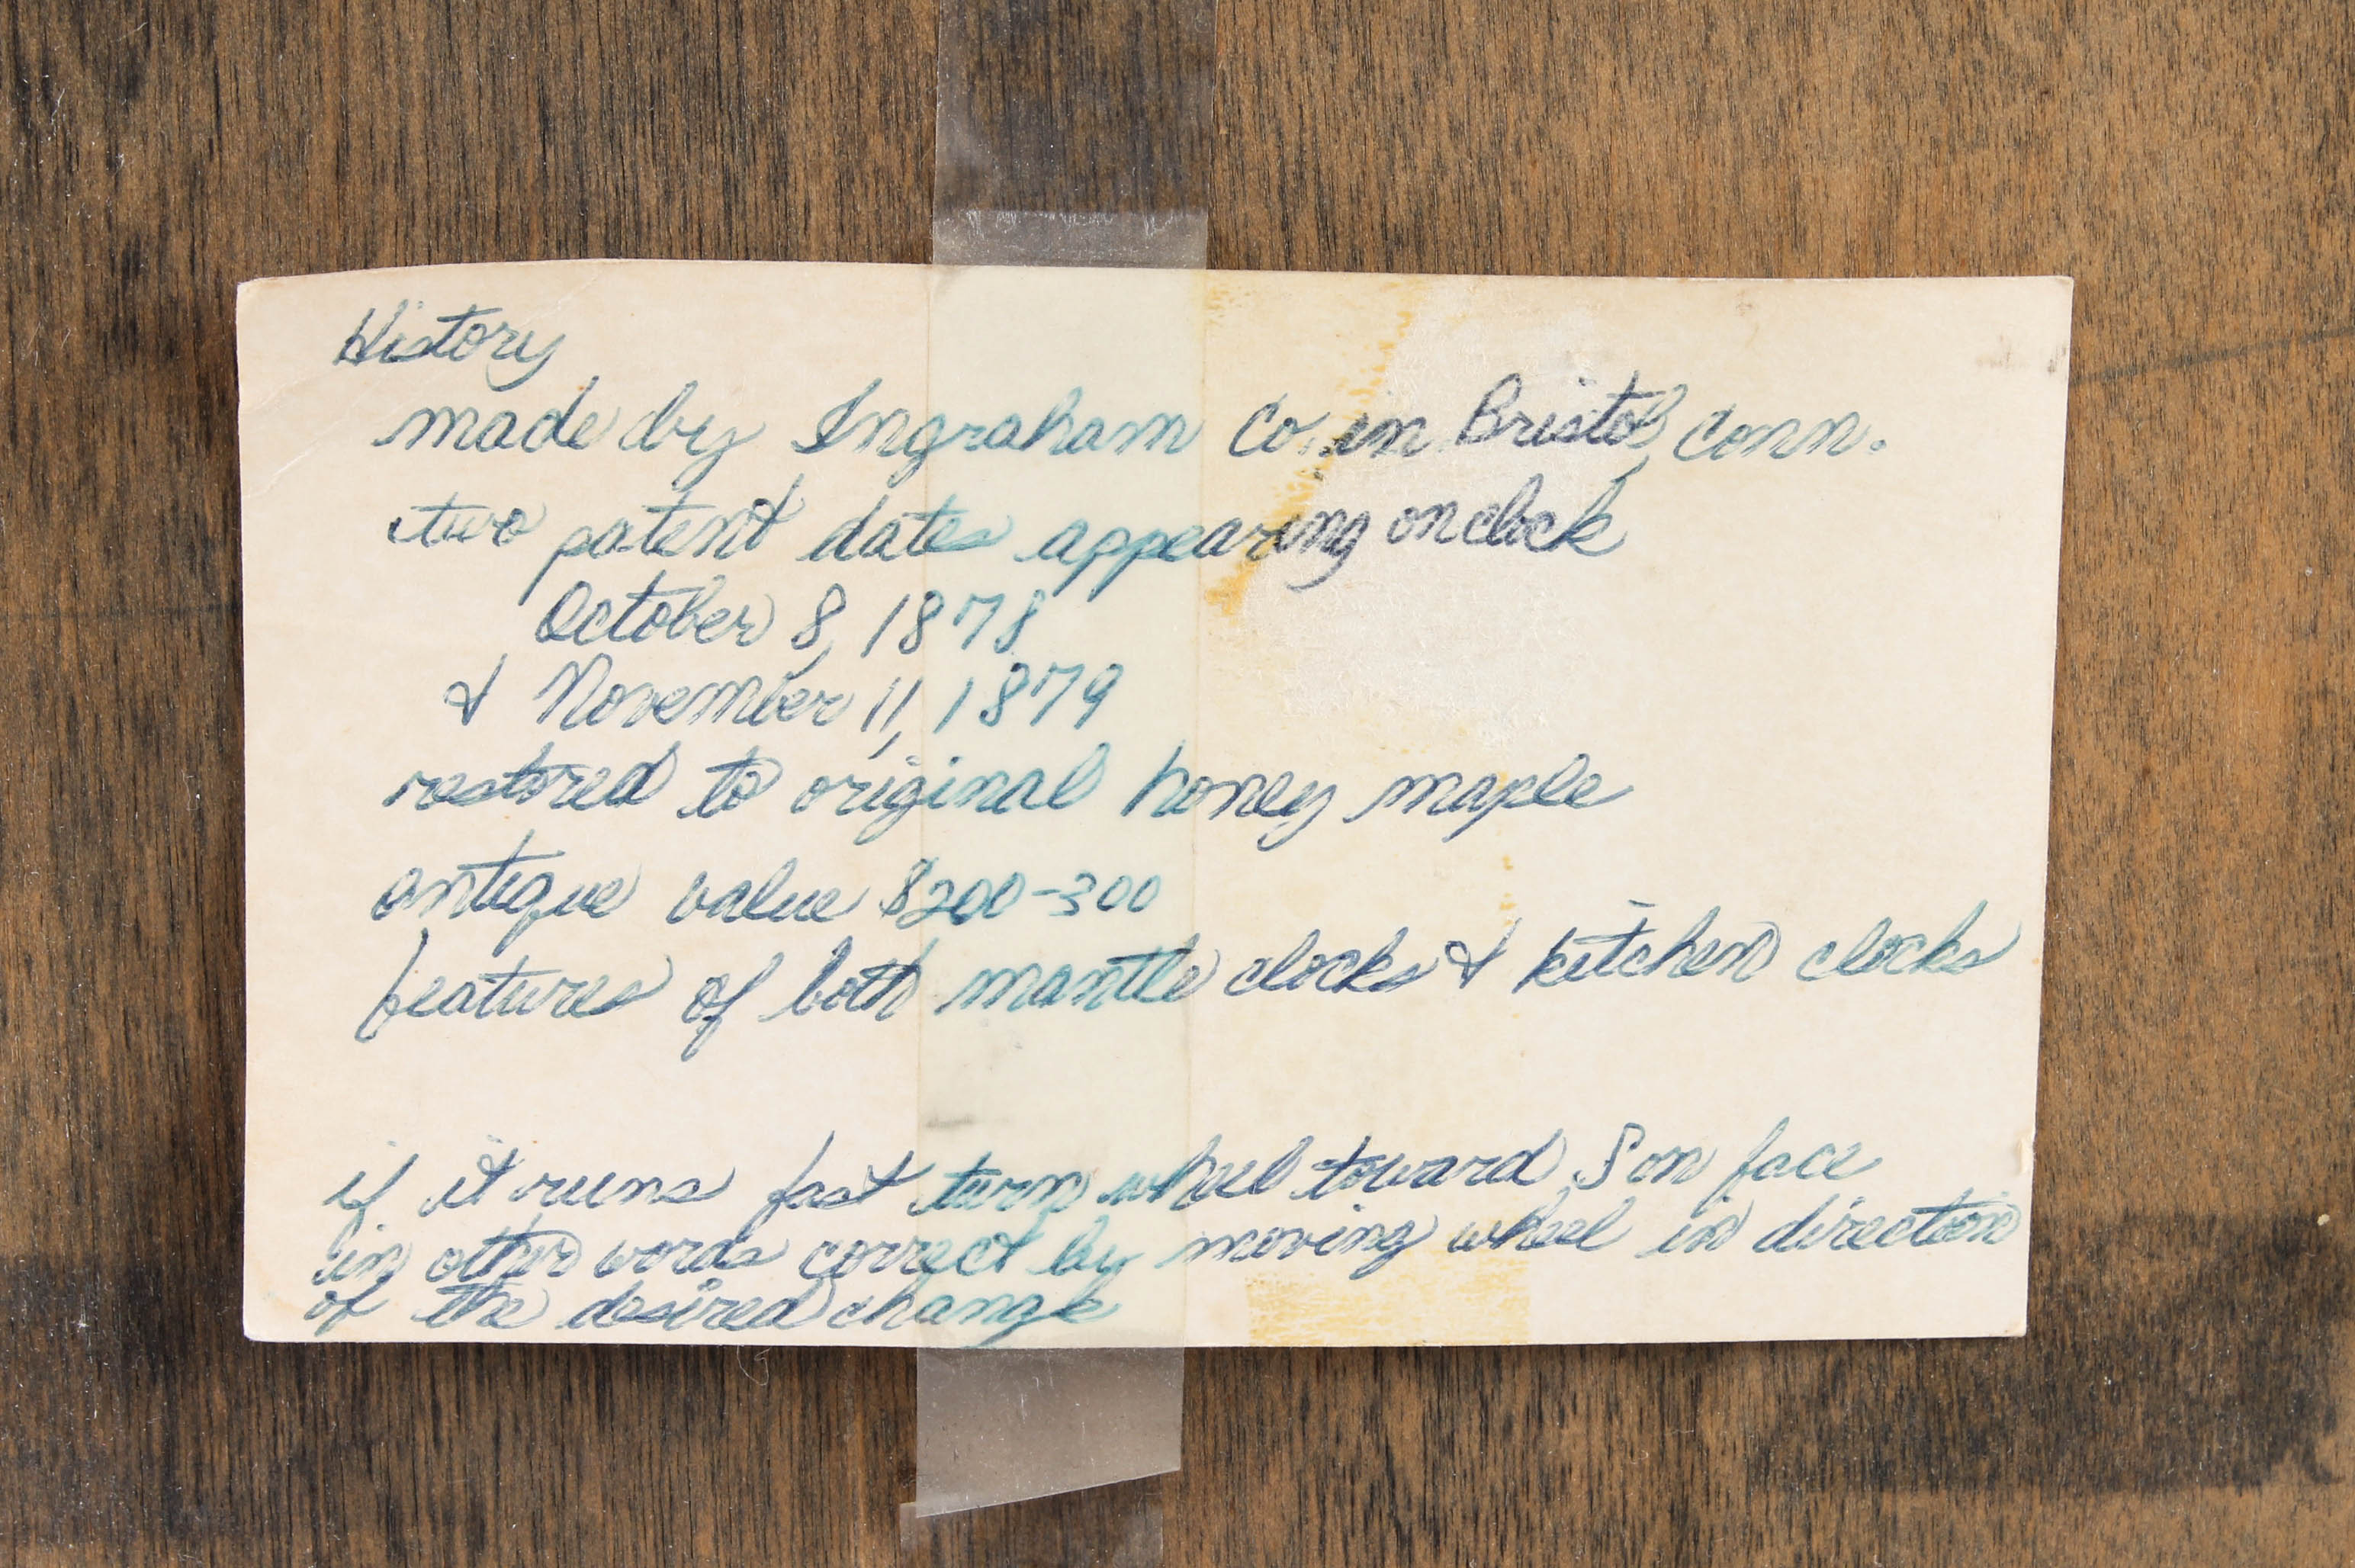 History
made by Ingraham Co. in Bristol, Conn.
two patent dates appearing on clock
October 8, 1878
& November 11, 1879
restored to original honey maple
antique value $200-300
features of both mantle clocks & kitchen clocks
if it runs fast turn wheel toward S on face
in other words correct by moving wheel in direction
of the desired change